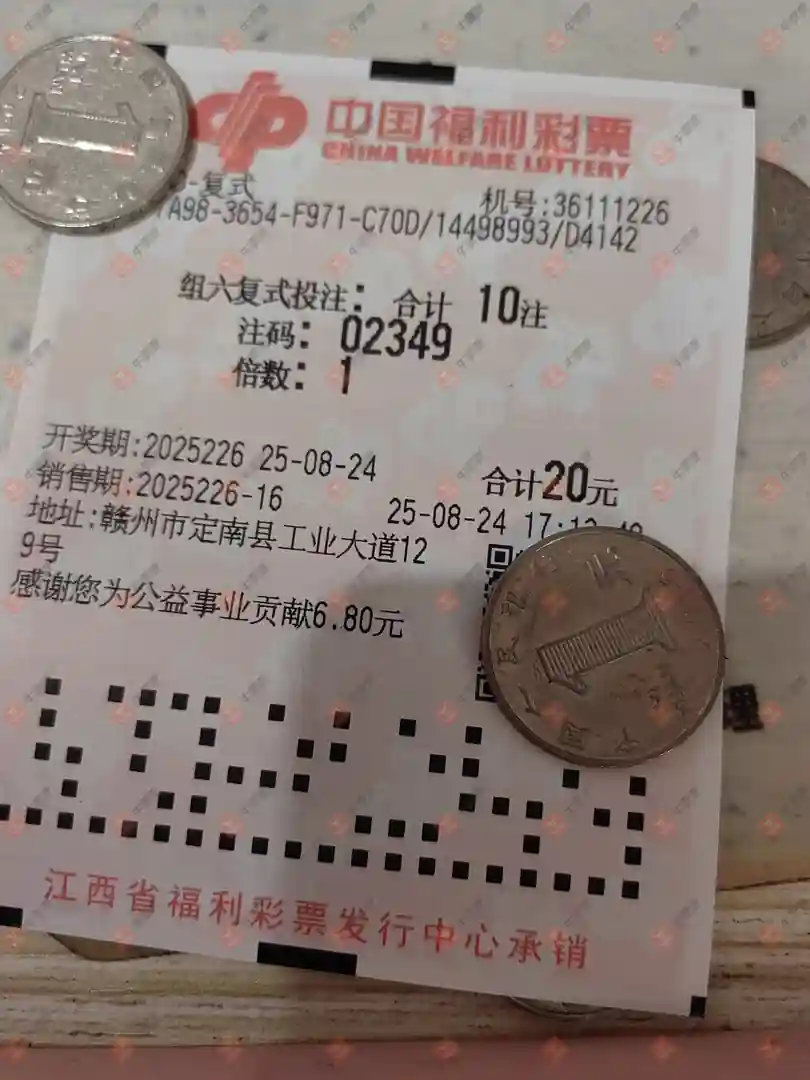 中国福利彩票
CHINA WELFARE LOTTERY
-复式
机号:36111226
A98-3654-F971-C70D/14498993/D4142
组六复式投注: 合计 10注
注码: 02349
倍数: 1
开奖期:2025226 25-08-24
合计20元
销售期:2025226-16
25-08-24 17:
地址:赣州市定南县工业大道12
9号
感谢您为公益事业贡献6.80元
江西省福利彩票发行中心承销